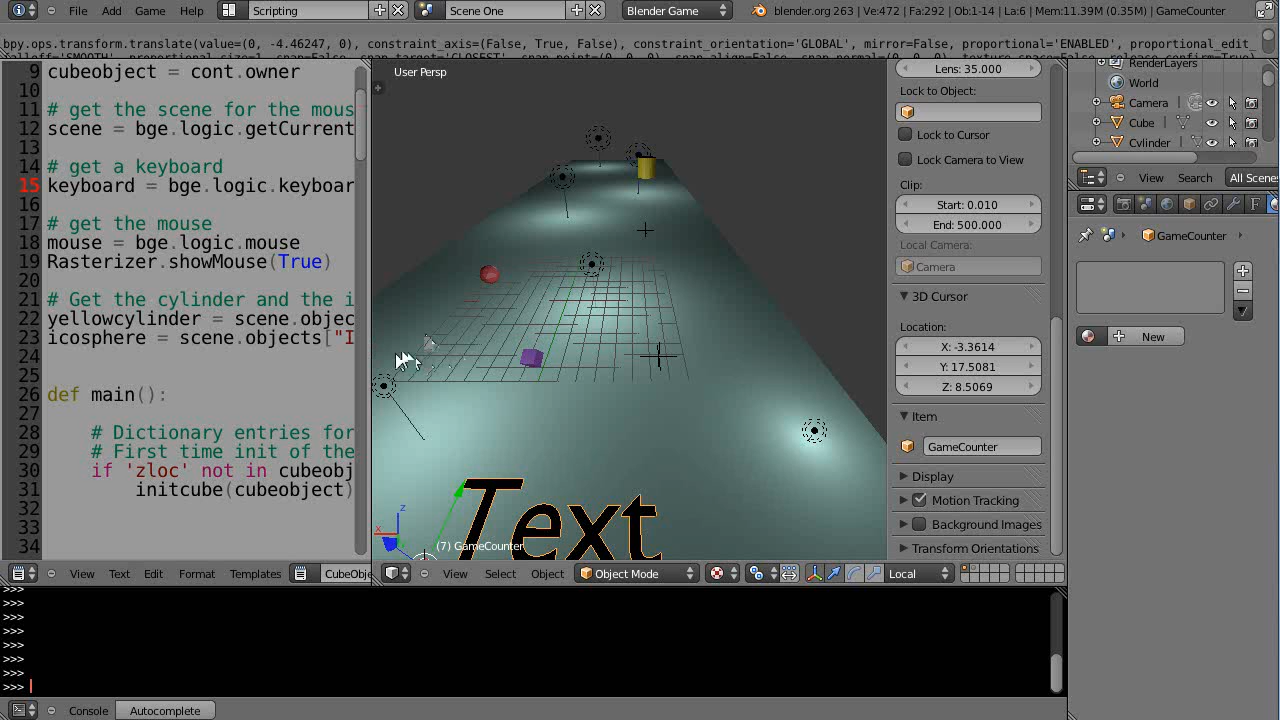 File Add Game Help Scripting Scene One Blender Game blender.org 263 | Ve:472 | Fa:292 | Ob:1-14 | La:6 | Mem:11.39M (0.35M) | GameCounter
bpy.ops.transform.translate(value=(0, -4.46247, 0), constraint_axis=(False, True, False), constraint_orientation='GLOBAL', mirror=False, proportional='ENABLED', proportional_edit_
9 cubeobject = cont.owner
10
11 # get the scene for the mous
12 scene = bge.logic.getCurrent
13
14 # get a keyboard
15 keyboard = bge.logic.keyboar
16
17 # get the mouse
18 mouse = bge.logic.mouse
19 Rasterizer.showMouse(True)
20
21 # Get the cylinder and the i
22 yellowcylinder = scene.objec
23 icosphere = scene.objects["I
24
25
26 def main():
27
28 # Dictionary entries for
29 # First time init of the
30 if 'zloc' not in cubeobj
31 initcube(cubeobject)
32
33
34
View Text Edit Format Templates CubeObje
User Persp
Text
x
z
(7) GameCounter
View Select Object Object Mode Local
Lens: 35.000
Lock to Object:
Lock to Cursor
Lock Camera to View
Clip:
Start: 0.010
End: 500.000
Local Camera:
Camera
3D Cursor
Location:
X: -3.3614
Y: 17.5081
Z: 8.5069
Item
GameCounter
Display
Motion Tracking
Background Images
Transform Orientations
RenderLayers
World
Camera
Cube
Cylinder
View Search All Scenes
F
GameCounter
New
>>>
>>>
>>>
>>>
>>>
>>>
>>>
>>>
Console Autocomplete